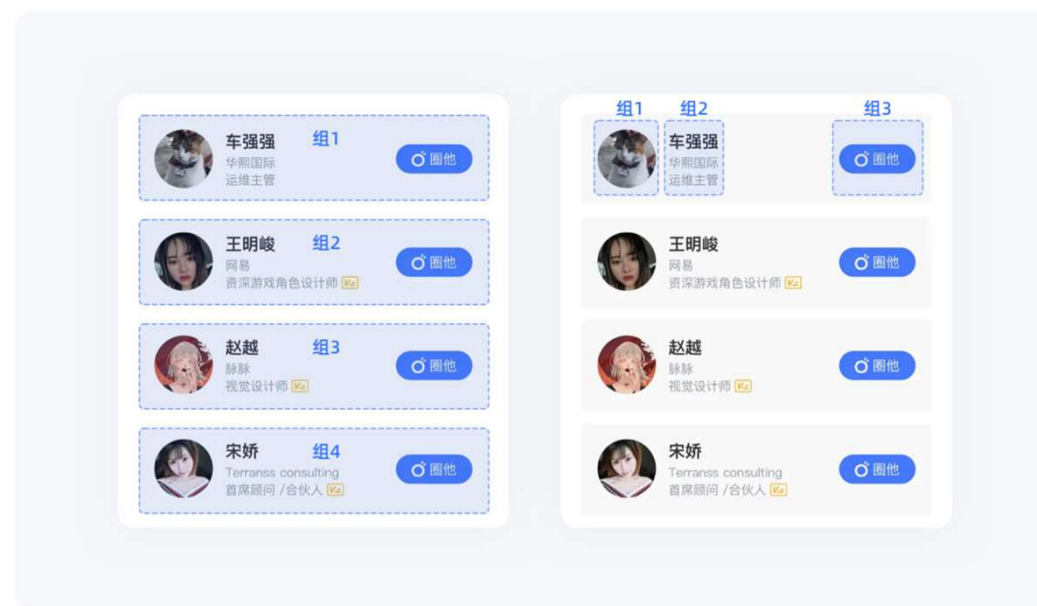 车强强 组1
华熙国际
运维主管
圈他
王明峻 组2
网易
资深游戏角色设计师 V2
圈他
赵越 组3
脉脉
视觉设计师 V2
圈他
宋娇 组4
Terranss consulting
首席顾问 /合伙人 V2
圈他
组1 组2 组3
车强强
华熙国际
运维主管
圈他
王明峻
网易
资深游戏角色设计师 V2
圈他
赵越
脉脉
视觉设计师 V2
圈他
宋娇
Terranss consulting
首席顾问 /合伙人 V2
圈他